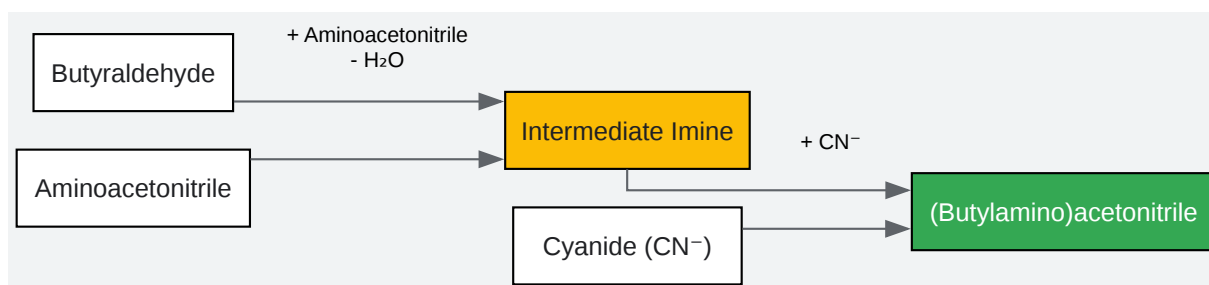 Butyraldehyde
+ Aminoacetonitrile
- H₂O
Aminoacetonitrile
Intermediate Imine
+ CN⁻
Cyanide (CN⁻)
(Butylamino)acetonitrile